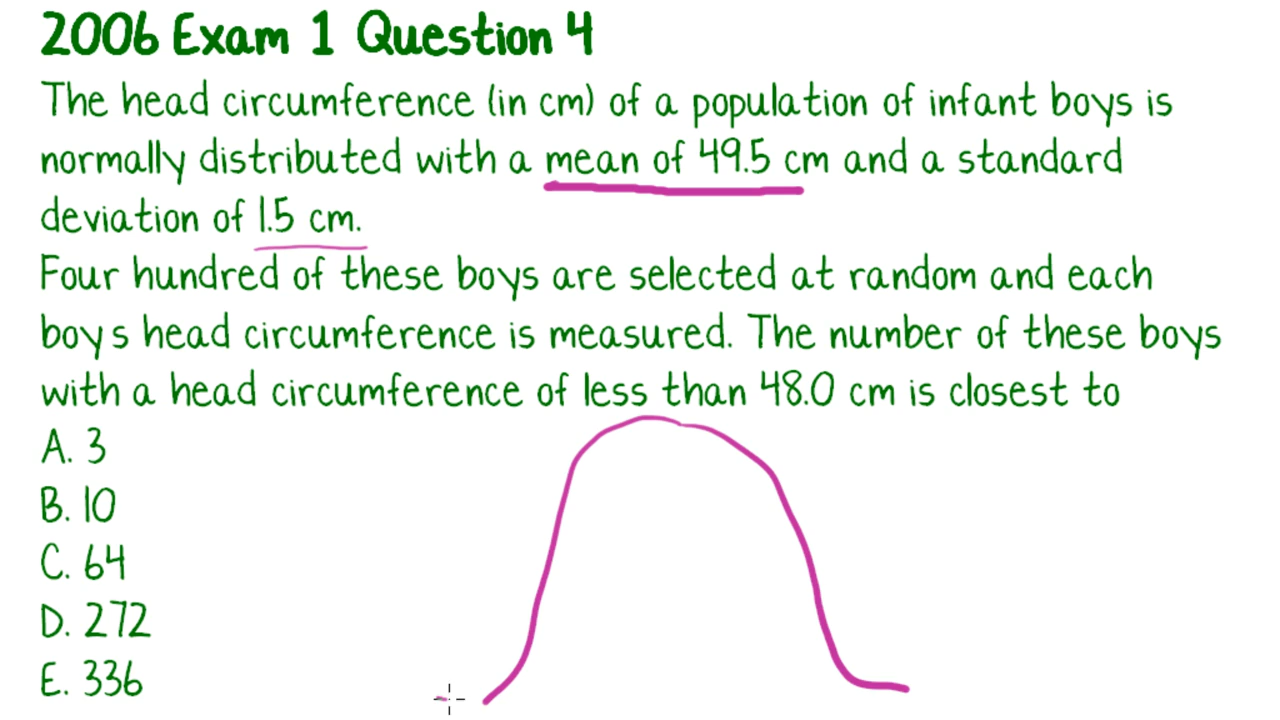 2006 Exam 1 Question 4
The head circumference (in cm) of a population of infant boys is
normally distributed with a mean of 49.5 cm and a standard
deviation of 1.5 cm.
Four hundred of these boys are selected at random and each
boys head circumference is measured. The number of these boys
with a head circumference of less than 48.0 cm is closest to
A. 3
B. 10
C. 64
D. 272
E. 336